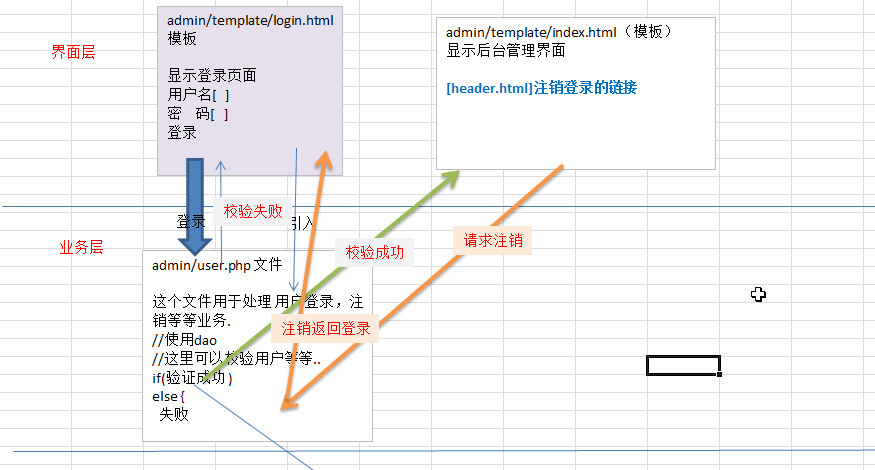 界面层
admin/template/login.html
模板
显示登录页面
用户名[ ]
密 码[ ]
登录
admin/template/index.html（模板）
显示后台管理界面
[header.html]注销登录的链接
登录
校验失败
引入
校验成功
请求注销
业务层
admin/user.php 文件
这个文件用于处理 用户登录，注
销等等业务.
//使用dao
//这里可以校验用户等等..
if(验证成功 )
else {
失败
注销返回登录